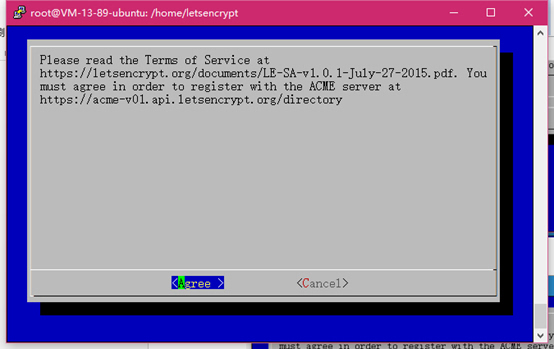 root@VM-13-89-ubuntu: /home/letsencrypt
Please read the Terms of Service at
https://letsencrypt.org/documents/LE-SA-v1.0.1-July-27-2015.pdf. You
must agree in order to register with the ACME server at
https://acme-v01.api.letsencrypt.org/directory
<Agree > <Cancel>
must agree in order to register with the ACME serve